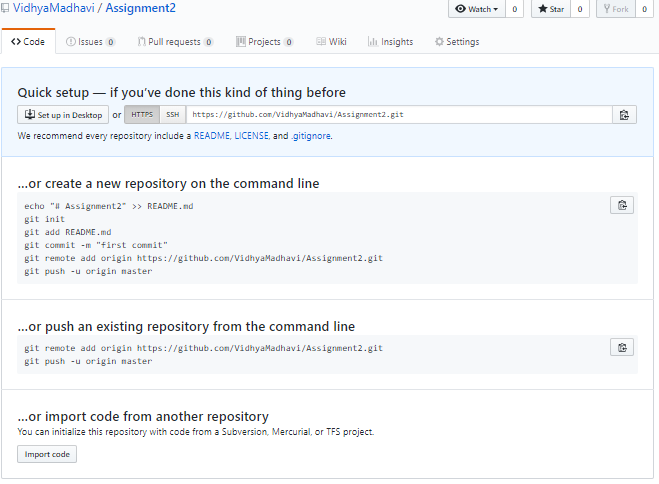 VidhyaMadhavi / Assignment2
Watch 0 Star 0 Fork 0
Code Issues 0 Pull requests 0 Projects 0 Wiki Insights Settings
Quick setup — if you've done this kind of thing before
Set up in Desktop or HTTPS SSH https://github.com/VidhyaMadhavi/Assignment2.git
We recommend every repository include a README, LICENSE, and .gitignore.
...or create a new repository on the command line
echo "# Assignment2" >> README.md
git init
git add README.md
git commit -m "first commit"
git remote add origin https://github.com/VidhyaMadhavi/Assignment2.git
git push -u origin master
...or push an existing repository from the command line
git remote add origin https://github.com/VidhyaMadhavi/Assignment2.git
git push -u origin master
...or import code from another repository
You can initialize this repository with code from a Subversion, Mercurial, or TFS project.
Import code